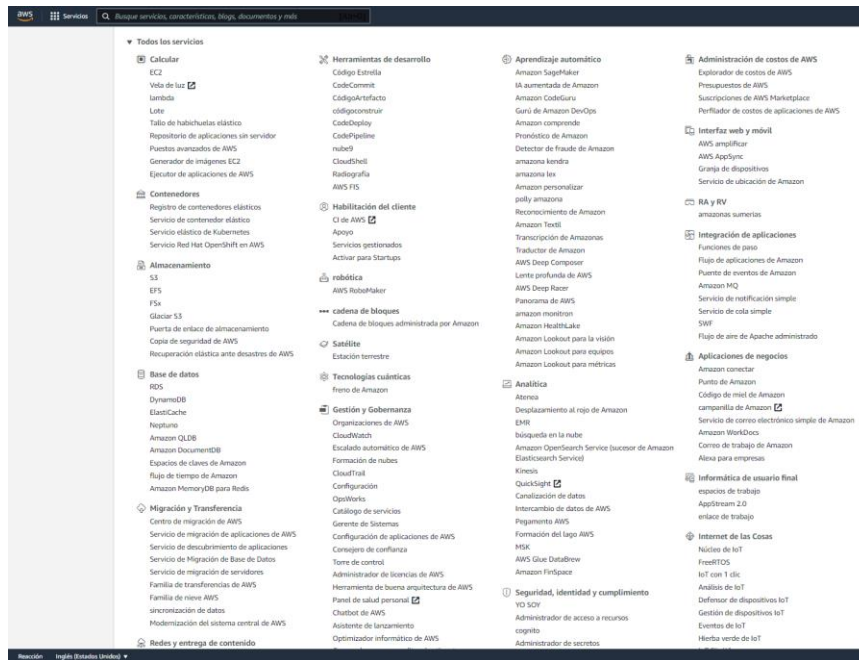 aws
Servicios
Busque servicios, características, blogs, documentos y más
Todos los servicios
Calcular
EC2
Vela de luz
lambda
Lote
Tallo de habichuelas elástico
Repositorio de aplicaciones sin servidor
Puestos avanzados de AWS
Generador de imágenes EC2
Ejecutor de aplicaciones de AWS
Contenedores
Registro de contenedores elásticos
Servicio de contenedor elástico
Servicio elástico de Kubernetes
Servicio Red Hat OpenShift en AWS
Almacenamiento
S3
EFS
FSx
Glaciar S3
Puerta de enlace de almacenamiento
Copia de seguridad de AWS
Recuperación elástica ante desastres de AWS
Base de datos
RDS
DynamoDB
ElastiCache
Neptuno
Amazon QLDB
Amazon DocumentDB
Espacios de claves de Amazon
flujo de tiempo de Amazon
Amazon MemoryDB para Redis
Migración y Transferencia
Centro de migración de AWS
Servicio de migración de aplicaciones de AWS
Servicio de descubrimiento de aplicaciones
Servicio de Migración de Base de Datos
Servicio de migración de servidores
Familia de transferencias de AWS
Familia de nieve AWS
sincronización de datos
Modernización del sistema central de AWS
Redes y entrega de contenido
Herramientas de desarrollo
Código Estrella
CodeCommit
CódigoArtefacto
códigoconstruir
CodeDeploy
CodePipeline
nube9
CloudShell
Radiografía
AWS FIS
Habilitación del cliente
CI de AWS
Apoyo
Servicios gestionados
Activar para Startups
robótica
AWS RoboMaker
cadena de bloques
Cadena de bloques administrada por Amazon
Satélite
Estación terrestre
Tecnologías cuánticas
freno de Amazon
Gestión y Gobernanza
Organizaciones de AWS
CloudWatch
Escalado automático de AWS
Formación de nubes
CloudTrail
Configuración
OpsWorks
Catálogo de servicios
Gerente de Sistemas
Configuración de aplicaciones de AWS
Consejero de confianza
Torre de control
Administrador de licencias de AWS
Herramienta de buena arquitectura de AWS
Panel de salud personal
Chatbot de AWS
Asistente de lanzamiento
Optimizador informático de AWS
Aprendizaje automático
Amazon SageMaker
IA aumentada de Amazon
Amazon CodeGuru
Gurú de Amazon DevOps
Amazon comprende
Pronóstico de Amazon
Detector de fraude de Amazon
amazona kendra
amazona lex
Amazon personalizar
polly amazona
Reconocimiento de Amazon
Amazon Textil
Transcripción de Amazonas
Traductor de Amazon
AWS Deep Composer
Lente profunda de AWS
AWS Deep Racer
Panorama de AWS
amazon monitron
Amazon HealthLake
Amazon Lookout para la visión
Amazon Lookout para equipos
Amazon Lookout para métricas
Analítica
Atenea
Desplazamiento al rojo de Amazon
EMR
búsqueda en la nube
Amazon OpenSearch Service (sucesor de Amazon
Elasticsearch Service)
Kinesis
QuickSight
Canalización de datos
Intercambio de datos de AWS
Pegamento AWS
Formación del lago AWS
MSK
AWS Glue DataBrew
Amazon FinSpace
Seguridad, identidad y cumplimiento
YO SOY
Administrador de acceso a recursos
cognito
Administrador de secretos
Administración de costos de AWS
Explorador de costos de AWS
Presupuestos de AWS
Suscripciones de AWS Marketplace
Perfilador de costos de aplicaciones de AWS
Interfaz web y móvil
AWS amplificar
AWS AppSync
Granja de dispositivos
Servicio de ubicación de Amazon
RA y RV
amazonas sumerias
Integración de aplicaciones
Funciones de paso
Flujo de aplicaciones de Amazon
Puente de eventos de Amazon
Amazon MQ
Servicio de notificación simple
Servicio de cola simple
SWF
Flujo de aire de Apache administrado
Aplicaciones de negocios
Amazon conectar
Punto de Amazon
Código de miel de Amazon
campanilla de Amazon
Servicio de correo electrónico simple de Amazon
Amazon WorkDocs
Correo de trabajo de Amazon
Alexa para empresas
Informática de usuario final
espacios de trabajo
AppStream 2.0
enlace de trabajo
Internet de las Cosas
Núcleo de IoT
FreeRTOS
IoT con 1 clic
Análisis de IoT
Defensor de dispositivos IoT
Gestión de dispositivos IoT
Eventos de IoT
Hierba verde de IoT
Reacción
Inglés (Estados Unidos)